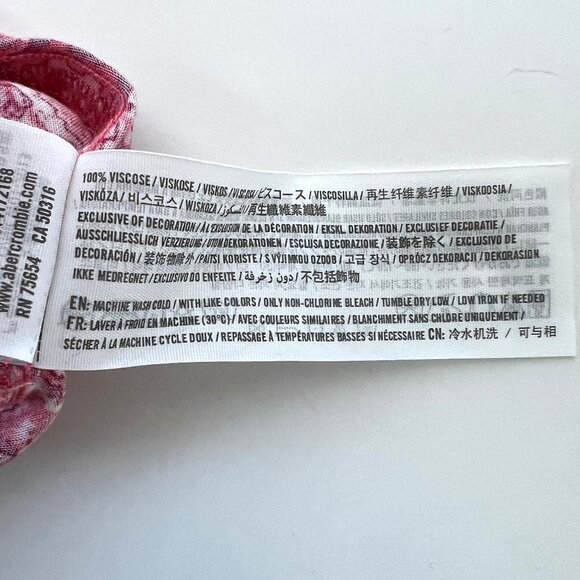 100% VISCOSE / VISKOSE / VISKOS / VISCOSA / ビスコース / VISCOSILLA / 再生纤维素纤维 / VISKOOSIA /
VISKÓZA / 비스코스 / WISKOZA / فسكوز / 再生纖維素纖維
EXCLUSIVE OF DECORATION / AL EXCLUSION DE LA DÉCORATION / EKSKL. DEKORATION / EXCLUSIEF DECORATIE /
AUSSCHLIESSLICH VERZIERUNG / UTON DEKORATIONEN / ESCLUSA DECORAZIONE / 装飾を除く / EXCLUSIVO DE
DECORACIÓN / 装饰物除外 / PAITSI KORISTE / S VÝJIMKOU OZDOB / 고급 장식 / OPRÓCZ DEKORACJI / DEKORASJON
IKKE MEDREGNET / EXCLUSIVO DO ENFEITE / دون زخرفة / 不包括飾物
EN: MACHINE WASH COLD / WITH LIKE COLORS / ONLY NON-CHLORINE BLEACH / TUMBLE DRY LOW / LOW IRON IF NEEDED
FR: LAVER À FROID EN MACHINE (30°C) / AVEC COULEURS SIMILAIRES / BLANCHIMENT SANS CHLORE UNIQUEMENT /
SÉCHER À LA MACHINE CYCLE DOUX / REPASSAGE À TEMPÉRATURES BASSES SI NÉCESSAIRE CN: 冷水机洗 / 可与相
www.abercrombie.com
RN 75654 CA 50316